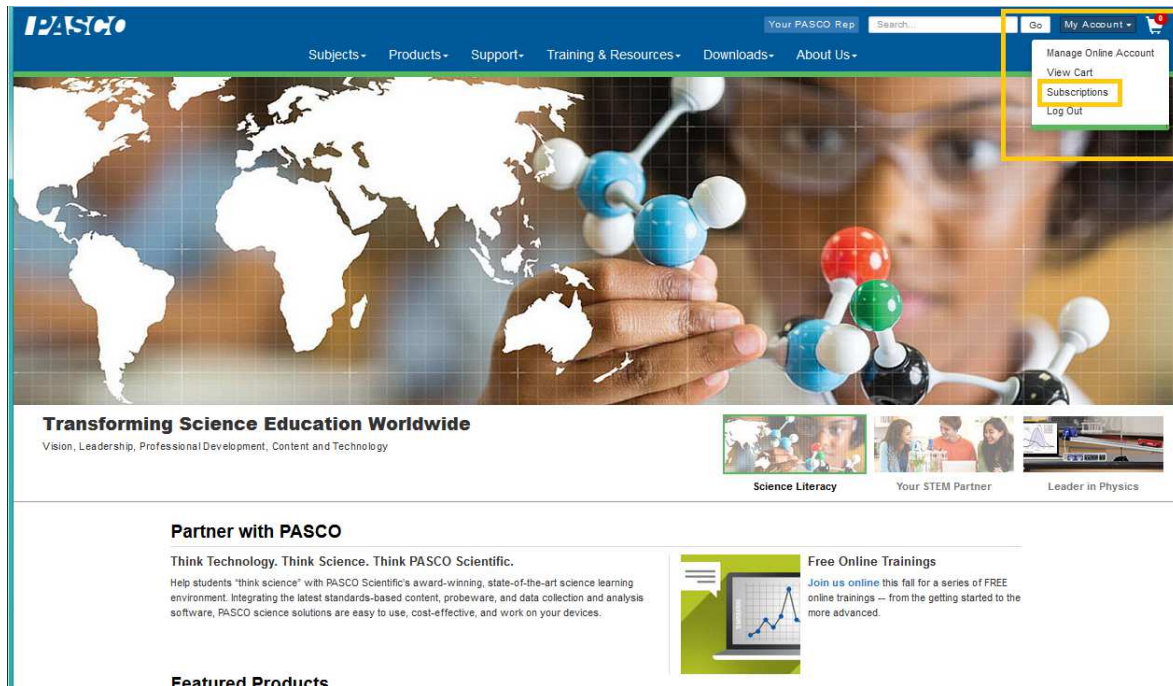 PASCO
Your PASCO Rep
Search...
Go
My Account
0
Subjects
Products
Support
Training & Resources
Downloads
About Us
Manage Online Account
View Cart
Subscriptions
Log Out
Transforming Science Education Worldwide
Vision, Leadership, Professional Development, Content and Technology
Science Literacy
Your STEM Partner
Leader in Physics
Partner with PASCO
Think Technology. Think Science. Think PASCO Scientific.
Help students "think science" with PASCO Scientific's award-winning, state-of-the-art science learning
environment. Integrating the latest standards-based content, probeware, and data collection and analysis
software, PASCO science solutions are easy to use, cost-effective, and work on your devices.
Free Online Trainings
Join us online this fall for a series of FREE
online trainings -- from the getting started to the
more advanced.
Featured Products